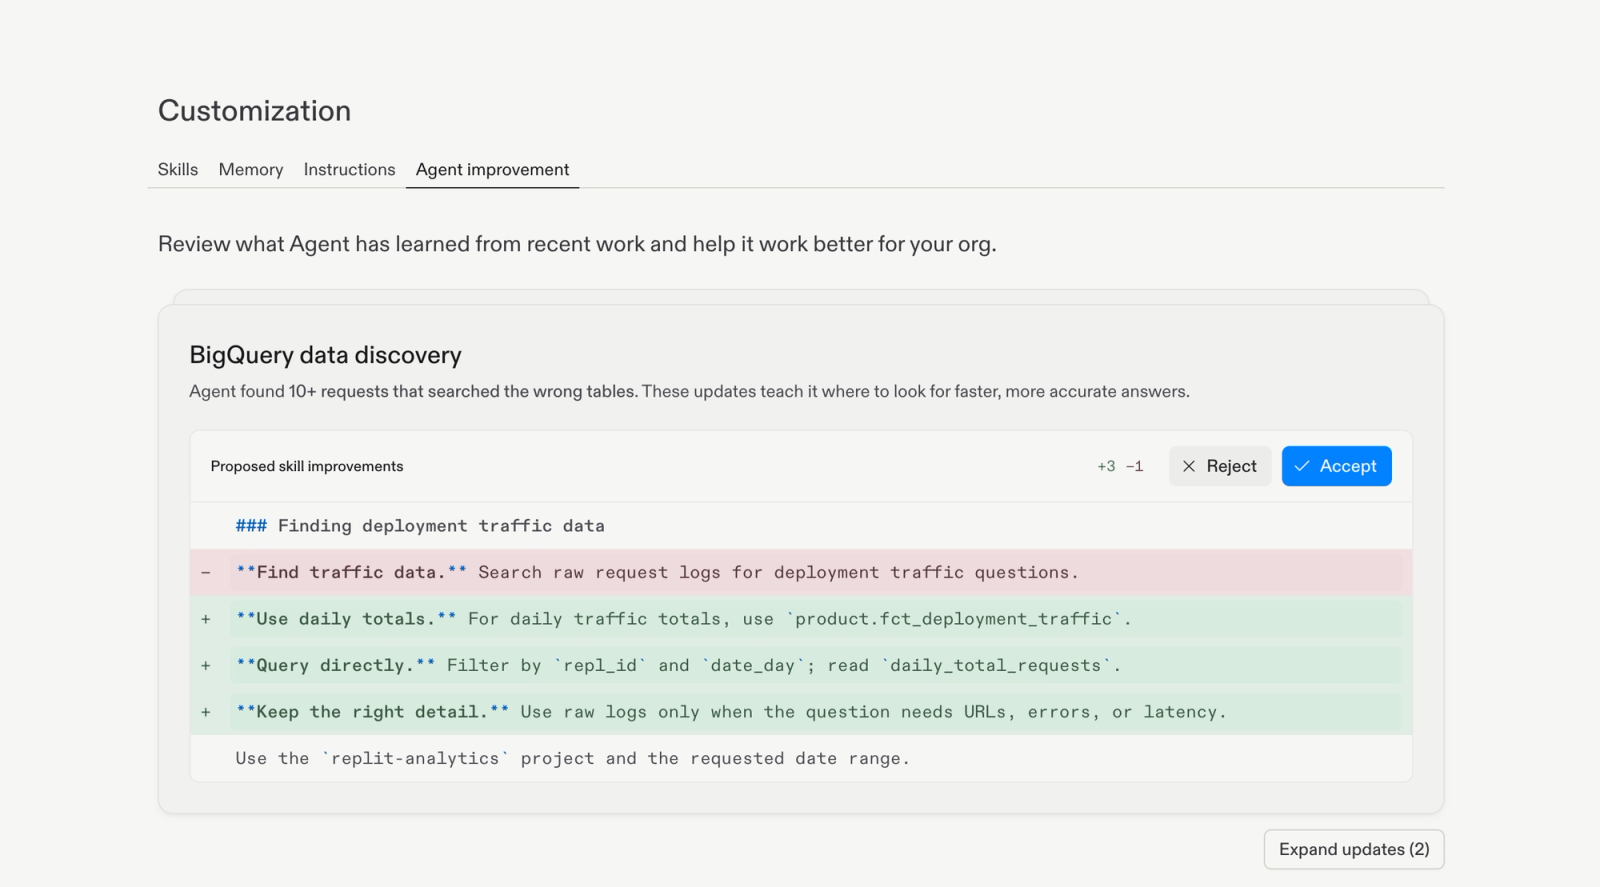 Customization
Skills Memory Instructions Agent improvement
Review what Agent has learned from recent work and help it work better for your org.
BigQuery data discovery
Agent found 10+ requests that searched the wrong tables. These updates teach it where to look for faster, more accurate answers.
Proposed skill improvements +3 −1 Reject Accept
### Finding deployment traffic data
− **Find traffic data.** Search raw request logs for deployment traffic questions.
+ **Use daily totals.** For daily traffic totals, use `product.fct_deployment_traffic`.
+ **Query directly.** Filter by `repl_id` and `date_day`; read `daily_total_requests`.
+ **Keep the right detail.** Use raw logs only when the question needs URLs, errors, or latency.
Use the `replit-analytics` project and the requested date range.
Expand updates (2)